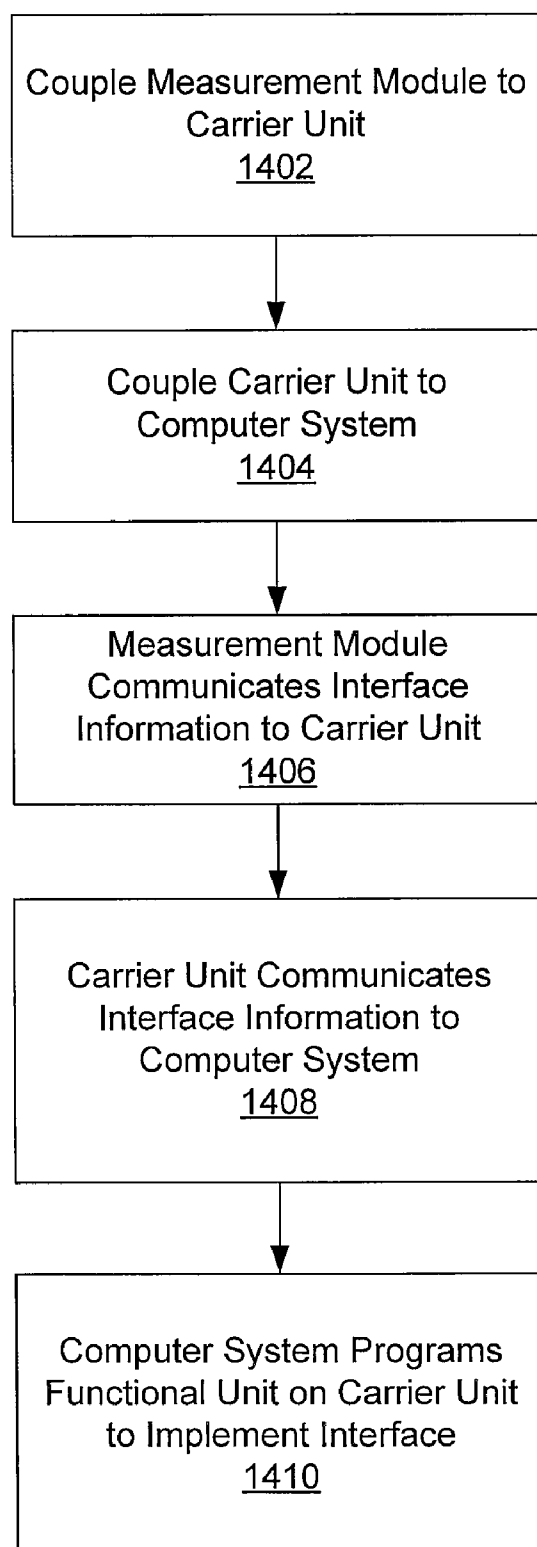 Couple Measurement Module to
Carrier Unit
1402
Couple Carrier Unit to
Computer System
1404
Measurement Module
Communicates Interface
Information to Carrier Unit
1406
Carrier Unit Communicates
Interface Information to
Computer System
1408
Computer System Programs
Functional Unit on Carrier Unit
to Implement Interface
1410